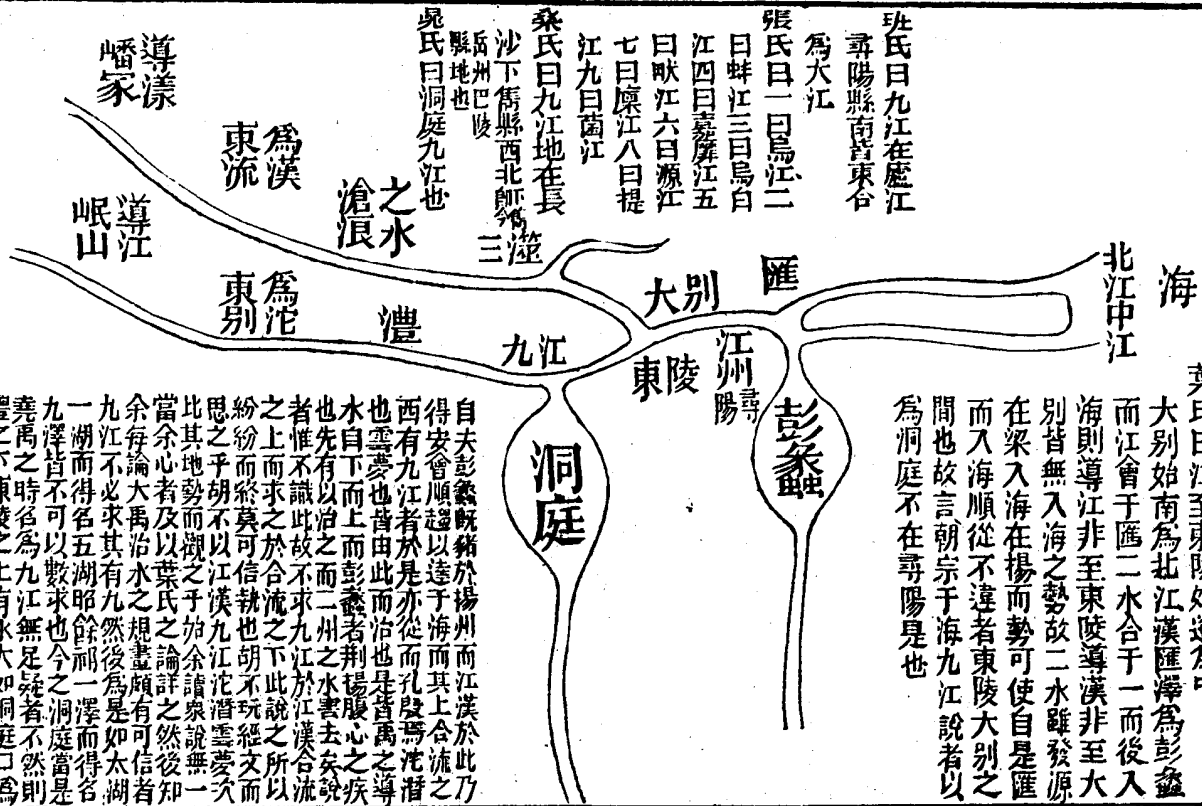 班氏曰九江在廬江
尋陽縣南皆東合
為大江
張氏曰一曰烏江二
曰蚌江三曰烏白
江四曰嘉靡江五
曰畎江六曰源江
七曰廩江八曰提
江九曰菌江
桑氏曰九江地在長
沙下雋縣西北即今
岳州巴陵
縣地也
晁氏曰洞庭九江也
導漾
嶓冢
為漢
東流
之水
滄浪
三澨
導江
岷山
為沱
東別
澧
九江
大別
匯
東陵
江州
尋陽
北江中江
海
洞庭
彭蠡
葉氏曰江至東陵
大別始南為北江漢匯澤為彭蠡
而江會于匯二水合于一而後入
海則導江非至東陵導漢非至大
別皆無入海之勢故二水雖發源
在梁入海在揚而勢可使自是匯
而入海順從不違者東陵大別之
間也故言朝宗于海九江說者以
為洞庭不在尋陽是也
自夫彭蠡既豬於揚州而江漢於此乃
得安會順趨以達于海而其上合流之
西有九江者於是亦從而孔殷焉沱潛
也雲夢也皆由此而治也是皆禹之導
水自下而上而彭蠡者荆揚腹心之疾
也先有以治之而二州之水害去矣說
者惟不識此故不求九江於江漢合流
之上而求之於合流之下此說之所以
紛紛而終莫可信執也胡不玩經文而
思之乎胡不以江漢九江沱潛雲夢次
比其地勢而觀之乎始余讀衆說無一
當余心者及以葉氏之論詳之然後知
余每論大禹治水之規畫頗有可信者
九江不必求其有九然後為是如太湖
一湖而得名五湖昭餘祁一澤而得名
九澤皆不可以數求也今之洞庭當是
堯禹之時名為九江無足疑者不然則
澧之下東陵之上有水大如洞庭